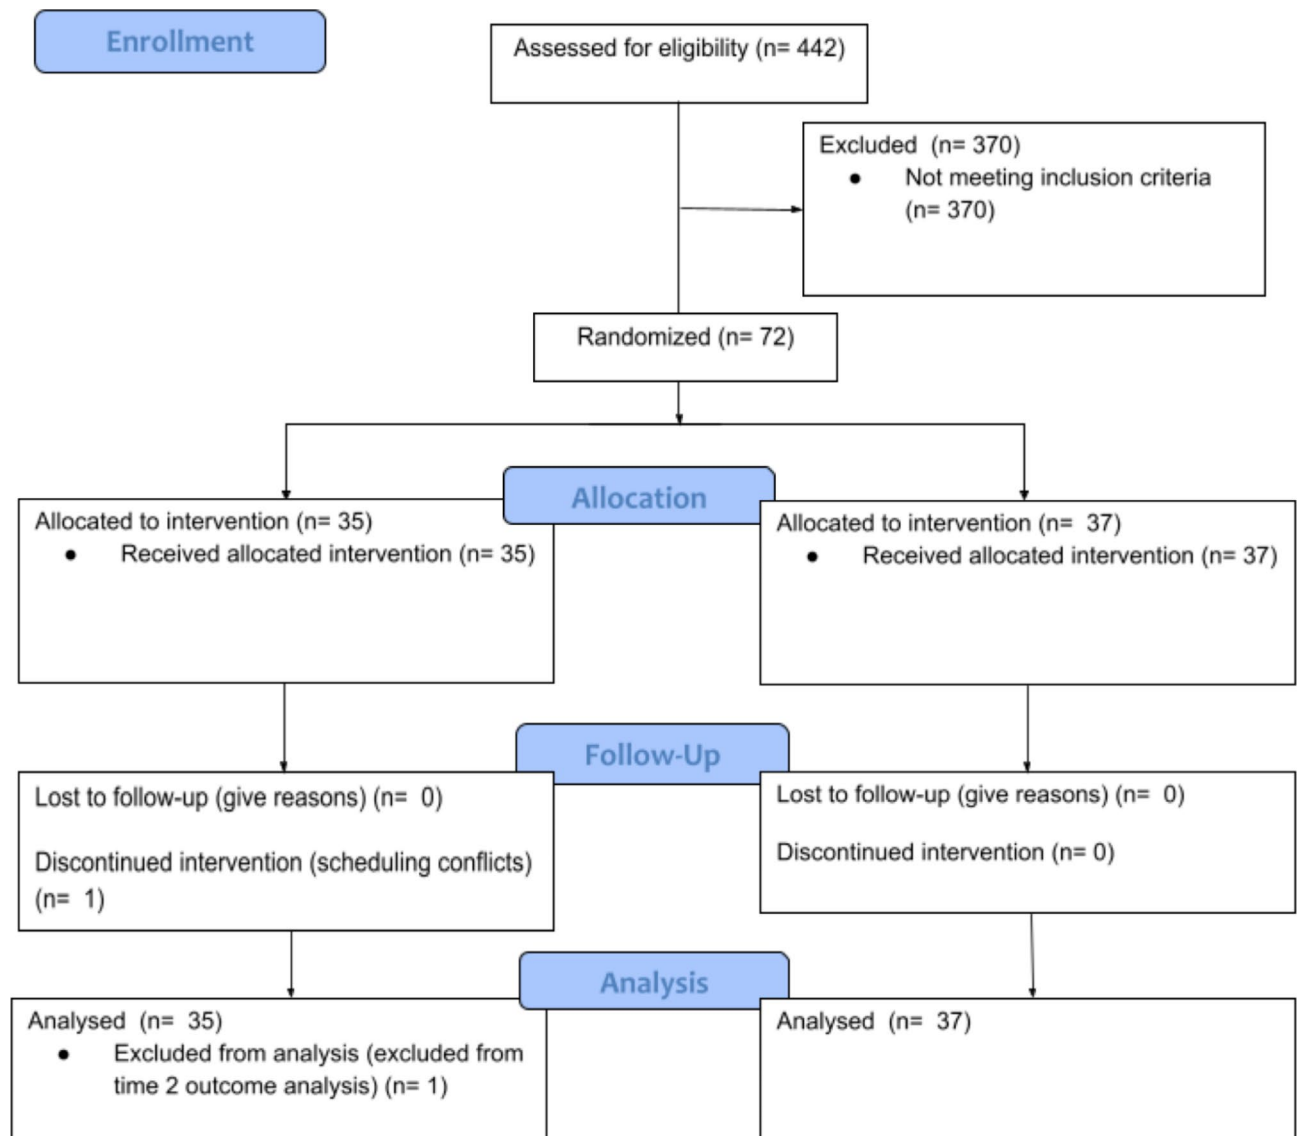 Enrollment
Assessed for eligibility (n= 442)
Excluded  (n= 370)
● Not meeting inclusion criteria
(n= 370)
Randomized (n= 72)
Allocation
Allocated to intervention (n= 35)
● Received allocated intervention (n= 35)
Allocated to intervention (n=  37)
● Received allocated intervention (n= 37)
Follow-Up
Lost to follow-up (give reasons) (n=  0)
Discontinued intervention (scheduling conflicts)
(n=  1)
Lost to follow-up (give reasons) (n=  0)
Discontinued intervention (n= 0)
Analysis
Analysed  (n=  35)
● Excluded from analysis (excluded from
time 2 outcome analysis) (n= 1)
Analysed  (n=  37)